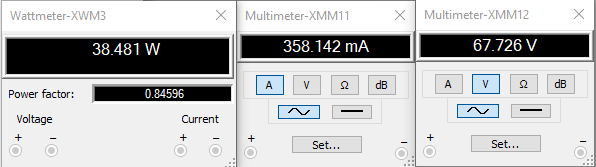 Wattmeter-XWM3
38.481 W
Power factor: 0.84596
Voltage Current
+ − + −
Multimeter-XMM11
358.142 mA
A V Ω dB
+ Set... −
Multimeter-XMM12
67.726 V
A V Ω dB
+ Set... −